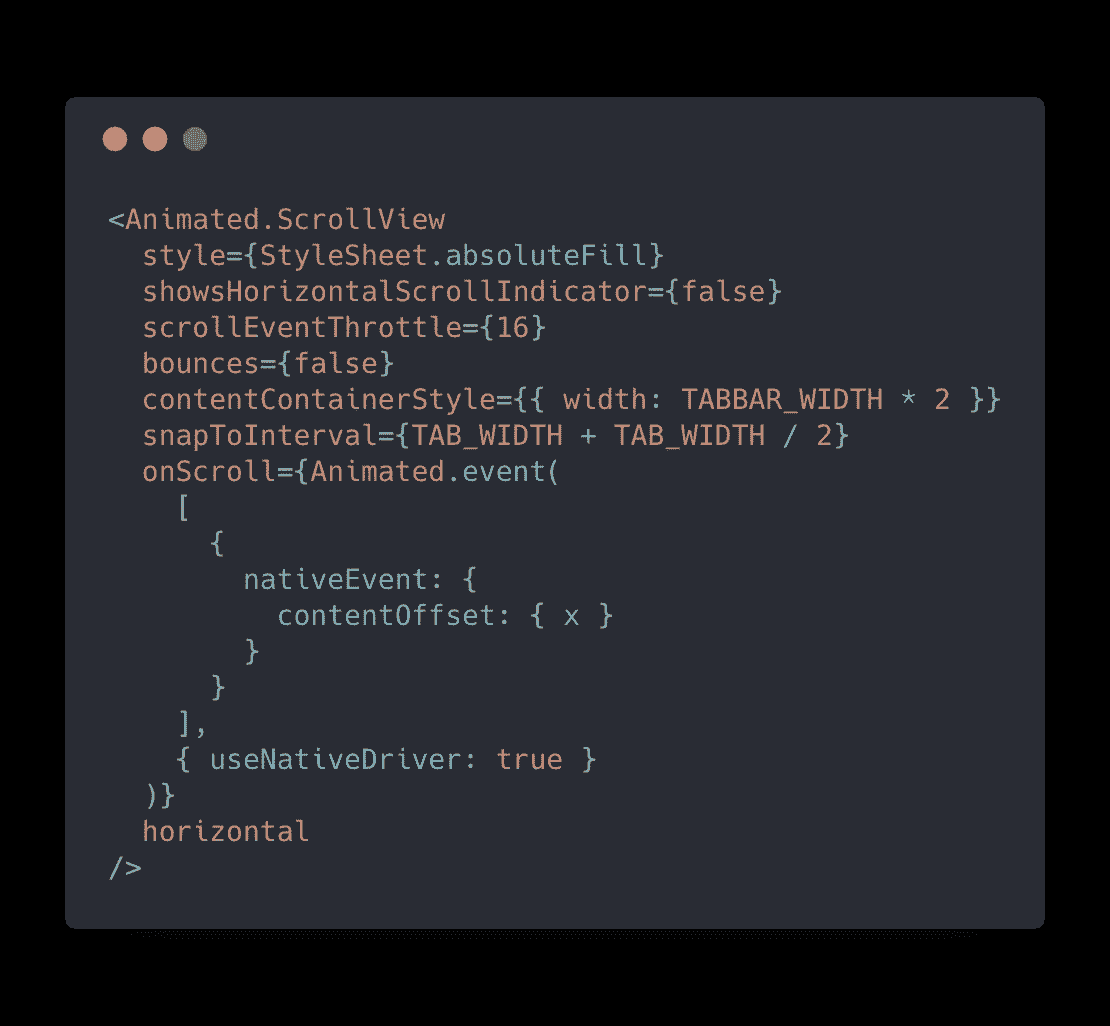 <Animated.ScrollView
  style={StyleSheet.absoluteFill}
  showsHorizontalScrollIndicator={false}
  scrollEventThrottle={16}
  bounces={false}
  contentContainerStyle={{ width: TABBAR_WIDTH * 2 }}
  snapToInterval={TAB_WIDTH + TAB_WIDTH / 2}
  onScroll={Animated.event(
    [
      {
        nativeEvent: {
          contentOffset: { x }
        }
      }
    ],
    { useNativeDriver: true }
  )}
  horizontal
/>